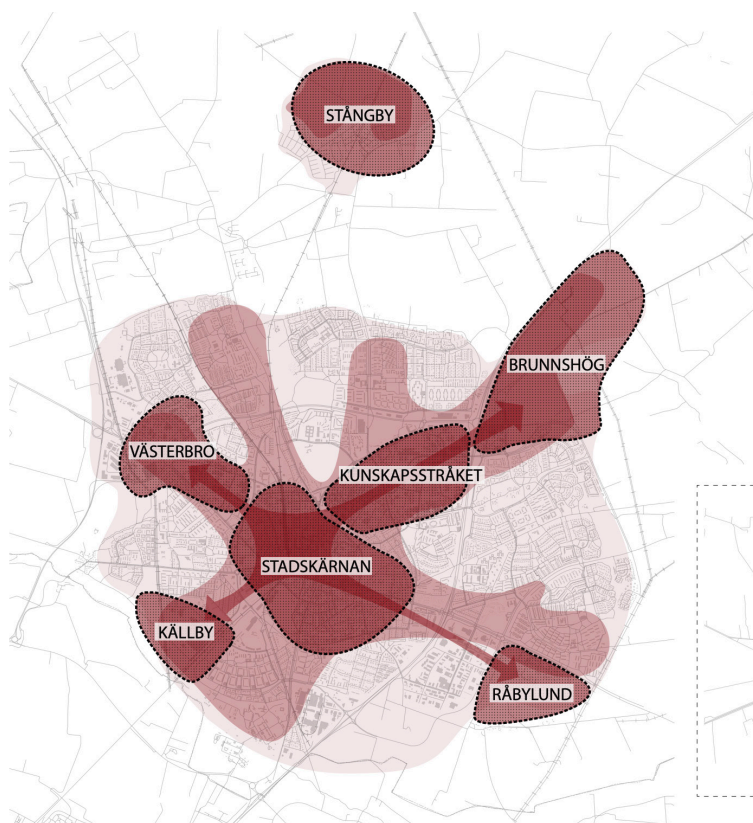 STÅNGBY
BRUNNSHÖG
VÄSTERBRO
KUNSKAPSSTRÅKET
STADSKÄRNAN
KÄLLBY
RÅBYLUND